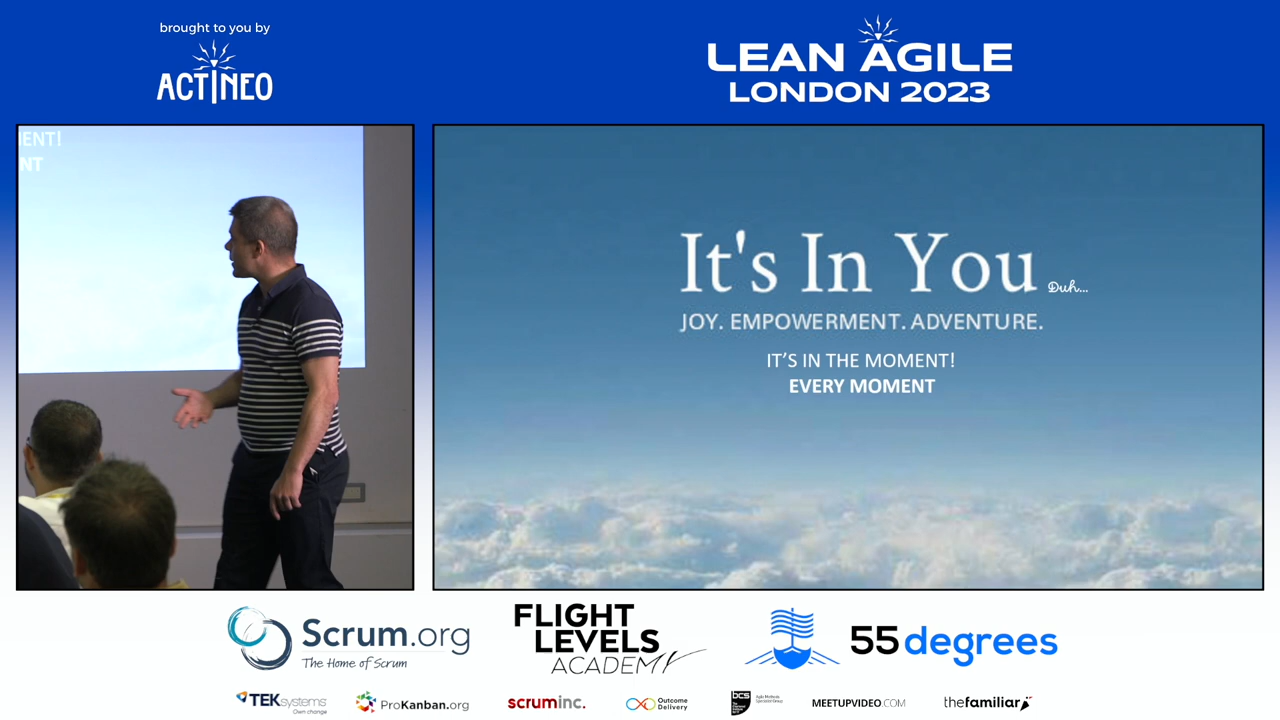 brought to you by
ACTINEO
LEAN AGILE
LONDON 2023
ENT!
NT
It's In You
Duh...
JOY. EMPOWERMENT. ADVENTURE.
IT'S IN THE MOMENT!
EVERY MOMENT
Scrum.org
The Home of Scrum
FLIGHT
LEVELS
ACADEMY
55 degrees
TEKsystems
Own change
ProKanban.org
scruminc.
Outcome
Delivery
bcs
MEETUPVIDEO.COM
thefamiliar